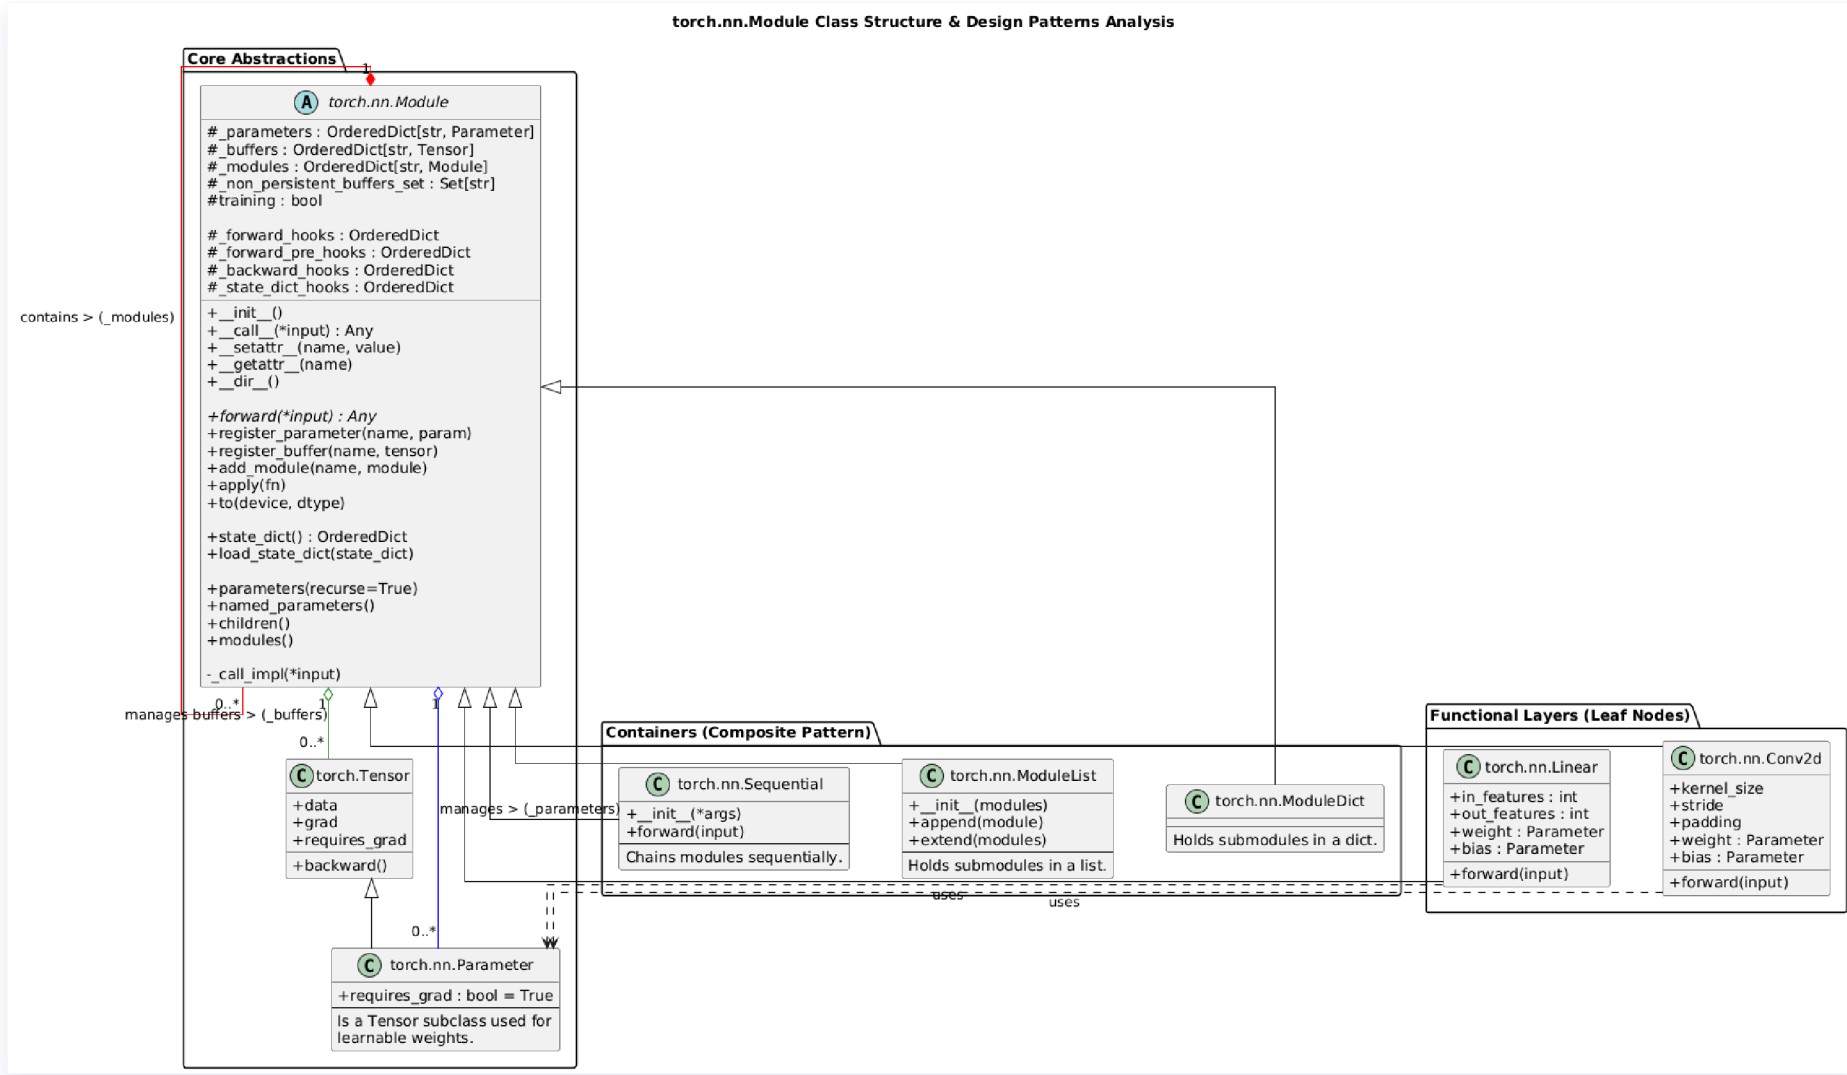 torch.nn.Module Class Structure & Design Patterns Analysis
Core Abstractions
1
A torch.nn.Module
#_parameters : OrderedDict[str, Parameter]
#_buffers : OrderedDict[str, Tensor]
#_modules : OrderedDict[str, Module]
#_non_persistent_buffers_set : Set[str]
#training : bool
#_forward_hooks : OrderedDict
#_forward_pre_hooks : OrderedDict
#_backward_hooks : OrderedDict
#_state_dict_hooks : OrderedDict
+__init__()
+__call__(*input) : Any
+__setattr__(name, value)
+__getattr__(name)
+__dir__()
+forward(*input) : Any
+register_parameter(name, param)
+register_buffer(name, tensor)
+add_module(name, module)
+apply(fn)
+to(device, dtype)
+state_dict() : OrderedDict
+load_state_dict(state_dict)
+parameters(recurse=True)
+named_parameters()
+children()
+modules()
-_call_impl(*input)
contains > (_modules)
0..*
1
1
manages buffers > (_buffers)
0..*
C torch.Tensor
+data
+grad
+requires_grad
+backward()
manages > (_parameters)
0..*
C torch.nn.Parameter
+requires_grad : bool = True
Is a Tensor subclass used for
learnable weights.
Containers (Composite Pattern)
C torch.nn.Sequential
+__init__(*args)
+forward(input)
Chains modules sequentially.
C torch.nn.ModuleList
+__init__(modules)
+append(module)
+extend(modules)
Holds submodules in a list.
C torch.nn.ModuleDict
Holds submodules in a dict.
uses
uses
Functional Layers (Leaf Nodes)
C torch.nn.Linear
+in_features : int
+out_features : int
+weight : Parameter
+bias : Parameter
+forward(input)
C torch.nn.Conv2d
+kernel_size
+stride
+padding
+weight : Parameter
+bias : Parameter
+forward(input)